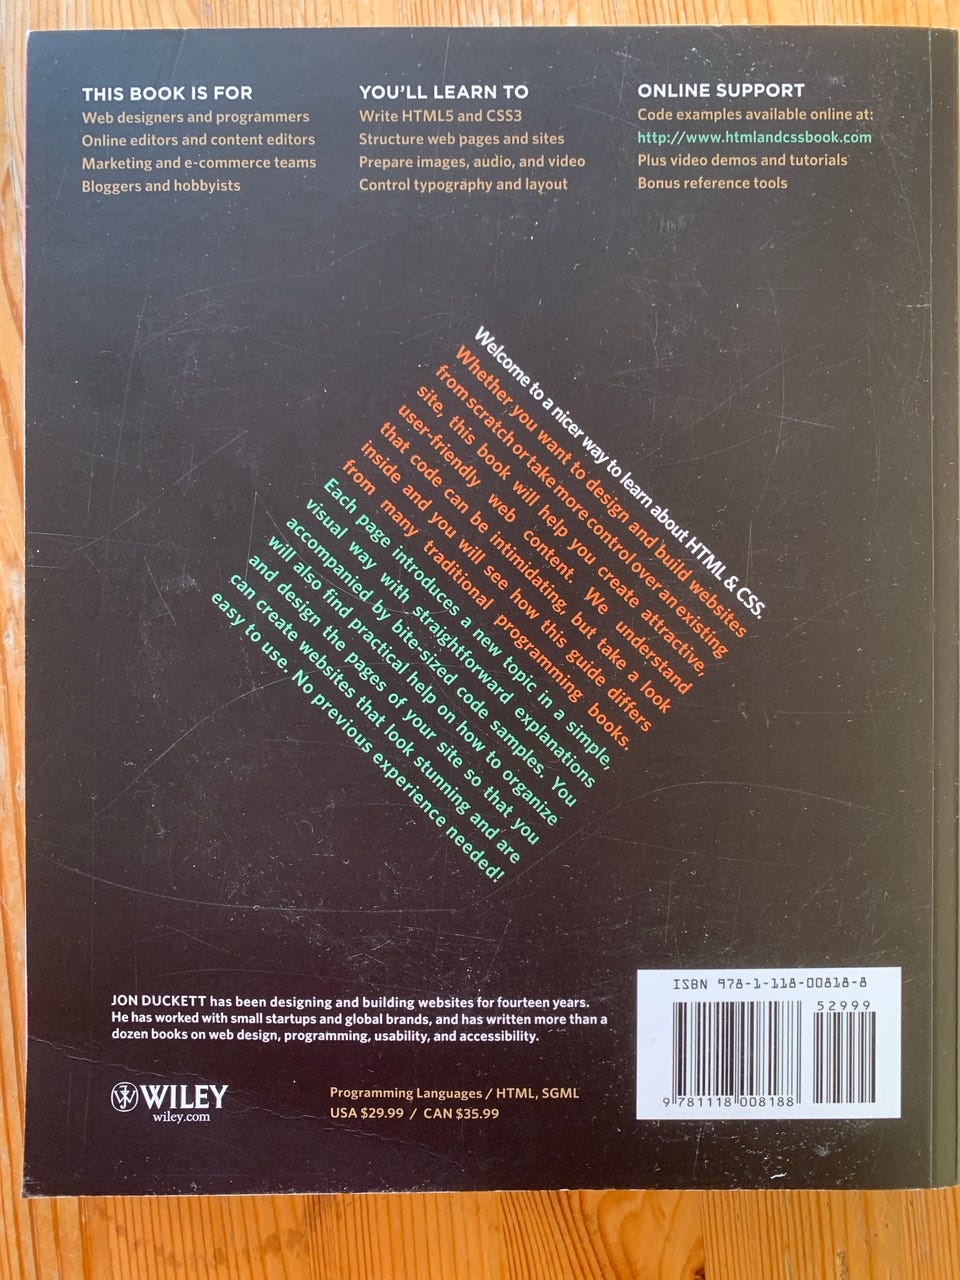 THIS BOOK IS FOR
Web designers and programmers
Online editors and content editors
Marketing and e-commerce teams
Bloggers and hobbyists
YOU'LL LEARN TO
Write HTML5 and CSS3
Structure web pages and sites
Prepare images, audio, and video
Control typography and layout
ONLINE SUPPORT
Code examples available online at:
http://www.htmlandcssbook.com
Plus video demos and tutorials
Bonus reference tools
Welcome to a nicer way to learn about HTML & CSS.
Whether you want to design and build websites
from scratch or take more control over an existing
site, this book will help you create attractive,
user-friendly web content. We understand
that code can be intimidating, but take a look
inside and you will see how this guide differs
from many traditional programming books.
Each page introduces a new topic in a simple,
visual way with straightforward explanations
accompanied by bite-sized code samples. You
will also find practical help on how to organize
and design the pages of your site so that you
can create websites that look stunning and are
easy to use. No previous experience needed!
JON DUCKETT has been designing and building websites for fourteen years.
He has worked with small startups and global brands, and has written more than a
dozen books on web design, programming, usability, and accessibility.
WILEY
wiley.com
Programming Languages / HTML, SGML
USA $29.99 / CAN $35.99
ISBN 978-1-118-00818-8
52999
9 781118 008188